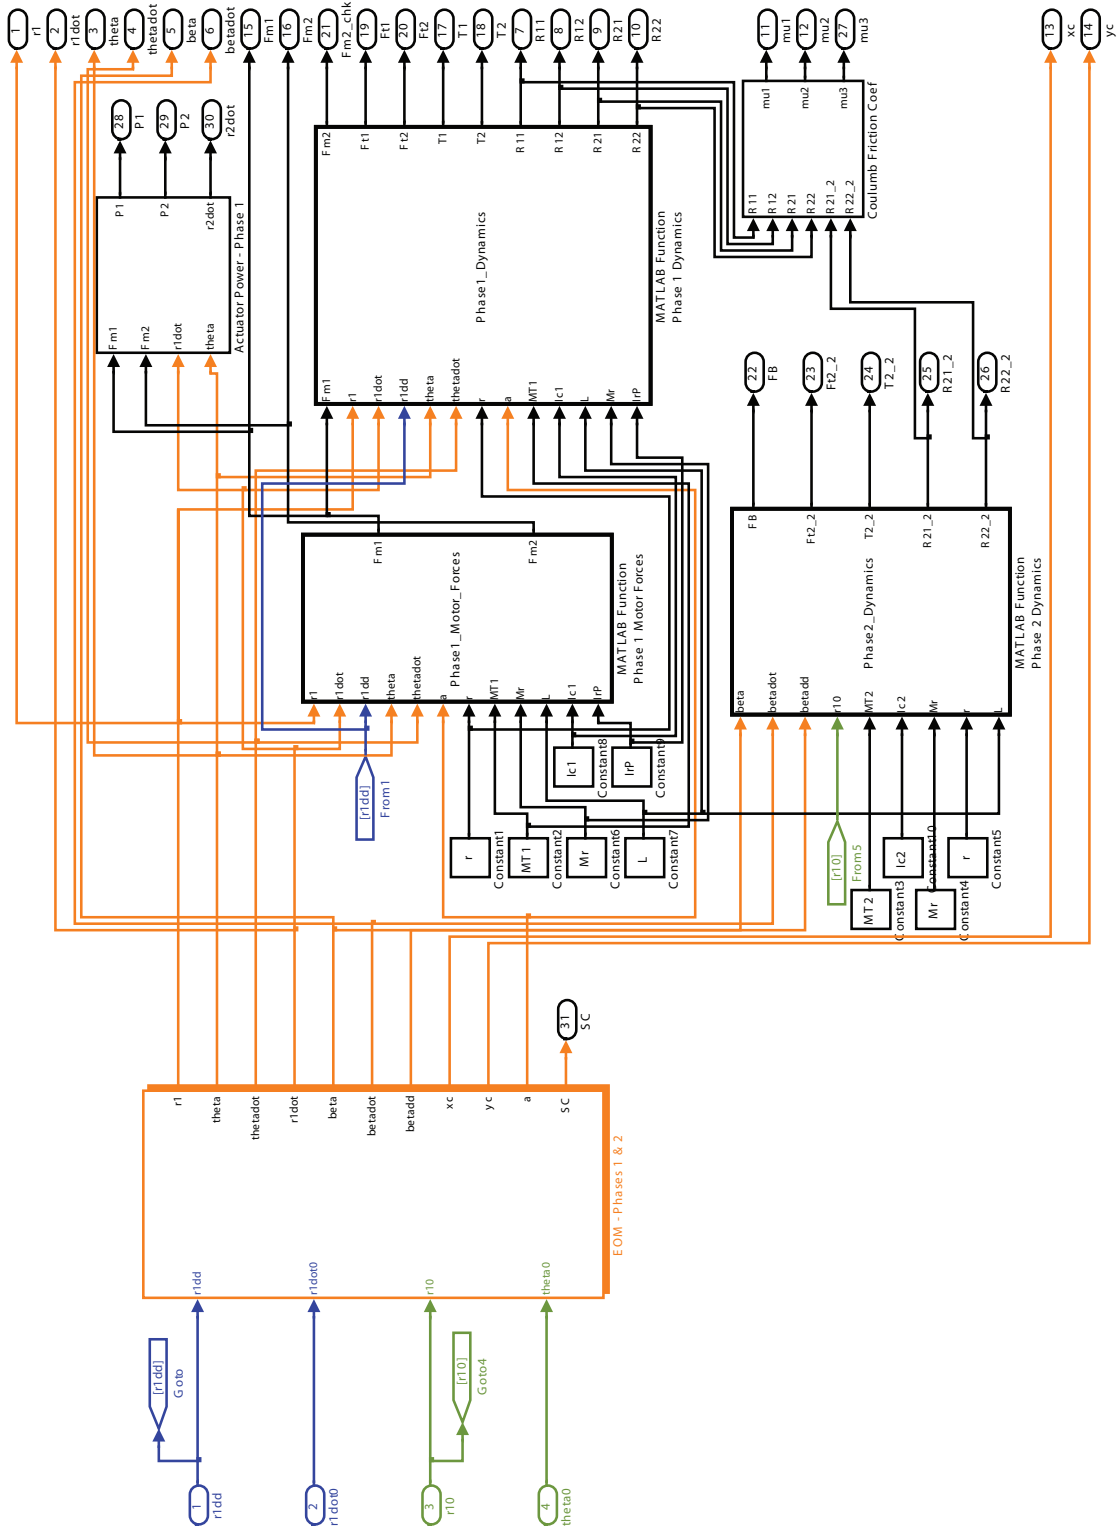 1
r1dd
2
r1dot0
3
r10
4
theta0
[r1dd]
Goto
[r10]
Goto4
r1dd
r1dot0
r10
theta0
r1
theta
thetadot
r1dot
beta
betadot
betadd
xc
yc
a
SC
EOM - Phases 1 & 2
31
SC
[r1dd]
From1
r
Constant1
MT1
Constant2
Mr
Constant6
L
Constant7
Ic1
Constant8
IrP
Constant9
[r10]
From5
MT2
Constant3
Ic2
Constant10
Mr
Constant4
r
Constant5
r1
r1dot
r1dd
theta
thetadot
a
r
MT1
Mr
L
Ic1
IrP
Phase1_Motor_Forces
Fm1
Fm2
MATLAB Function
Phase 1 Motor Forces
beta
betadot
betadd
r10
MT2
Ic2
Mr
r
L
Phase2_Dynamics
FB
Ft2_2
T2_2
R21_2
R22_2
MATLAB Function
Phase 2 Dynamics
22
FB
23
Ft2_2
24
T2_2
25
R21_2
26
R22_2
Fm1
r1
r1dot
r1dd
theta
thetadot
r
a
MT1
Ic1
L
Mr
IrP
Phase1_Dynamics
Fm2
Ft1
Ft2
T1
T2
R11
R12
R21
R22
MATLAB Function
Phase 1 Dynamics
Fm1
Fm2
r1dot
theta
P1
P2
r2dot
Actuator Power - Phase 1
28
P1
29
P2
30
r2dot
R11
R12
R21
R22
R21_2
R22_2
mu1
mu2
mu3
Coulumb Friction Coef
1
r1
2
r1dot
3
theta
4
thetadot
5
beta
6
betadot
15
Fm1
16
Fm2
21
Fm2_chk
19
Ft1
20
Ft2
17
T1
18
T2
7
R11
8
R12
9
R21
10
R22
11
mu1
12
mu2
27
mu3
13
xc
14
yc